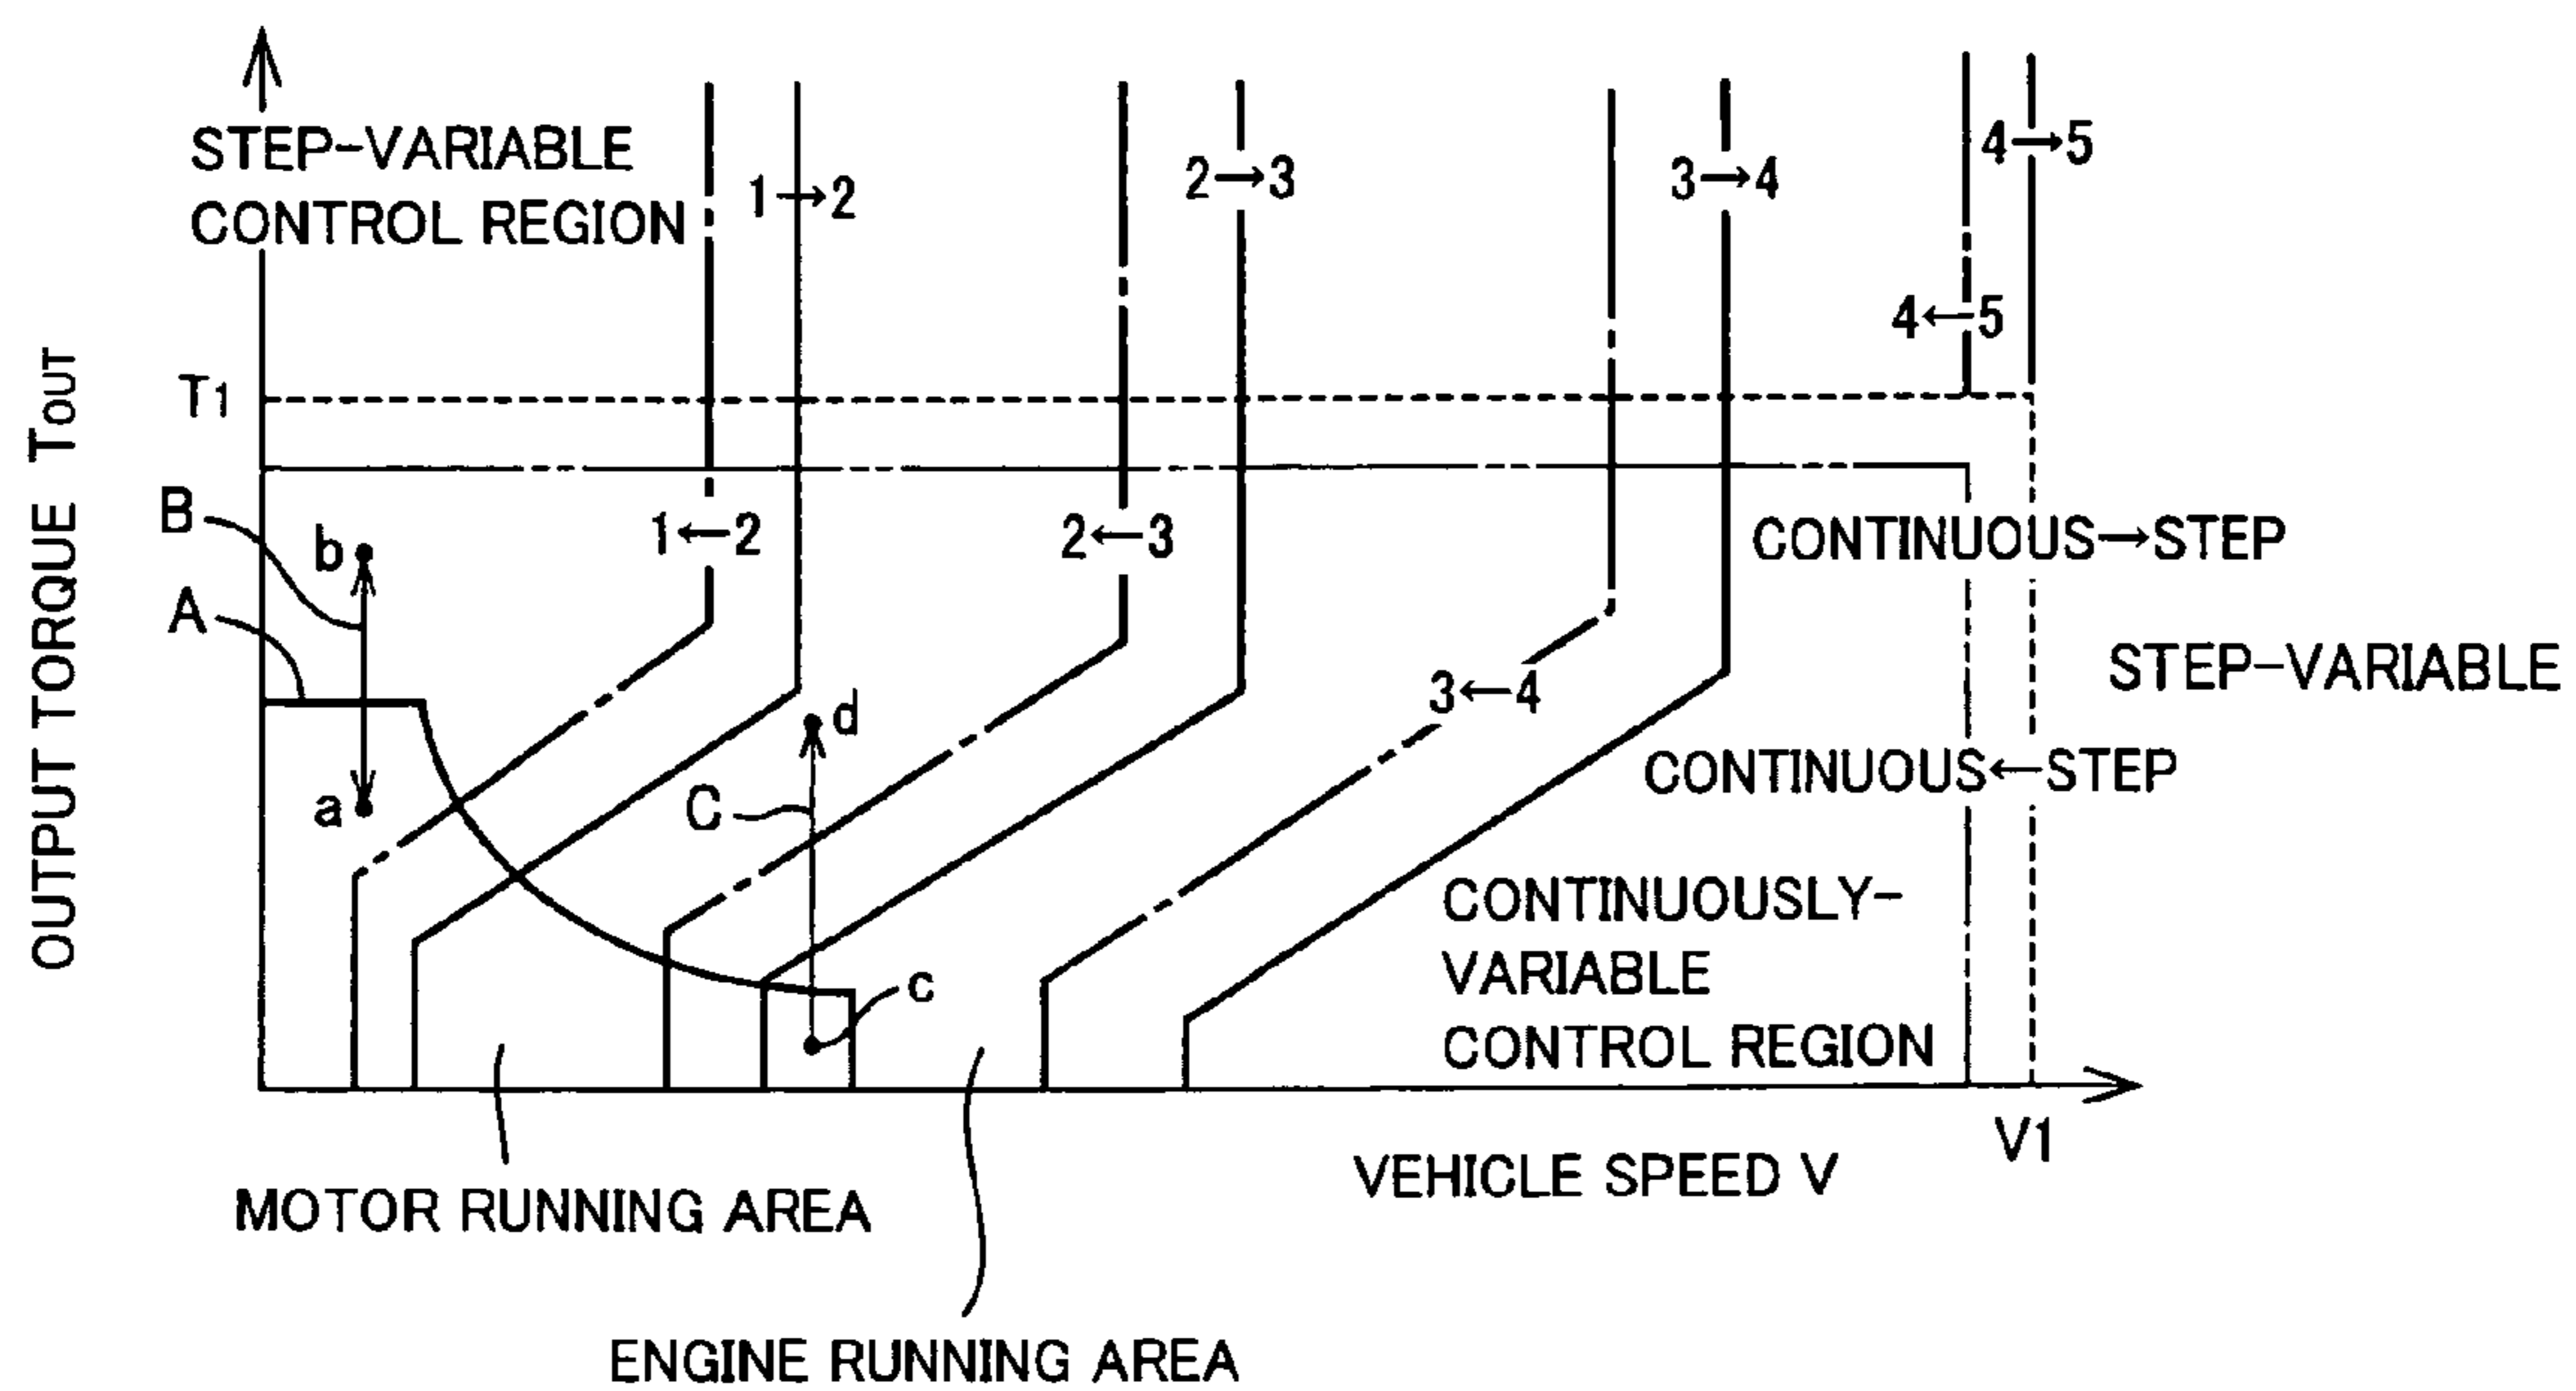 STEP-VARIABLE
CONTROL REGION
1→2
2→3
3→4
4→5
4←5
T1
OUTPUT TORQUE TOUT
B
b
1←2
2←3
CONTINUOUS→STEP
A
STEP-VARIABLE
3←4
d
CONTINUOUS←STEP
a
C
CONTINUOUSLY-
VARIABLE
CONTROL REGION
c
V1
VEHICLE SPEED V
MOTOR RUNNING AREA
ENGINE RUNNING AREA